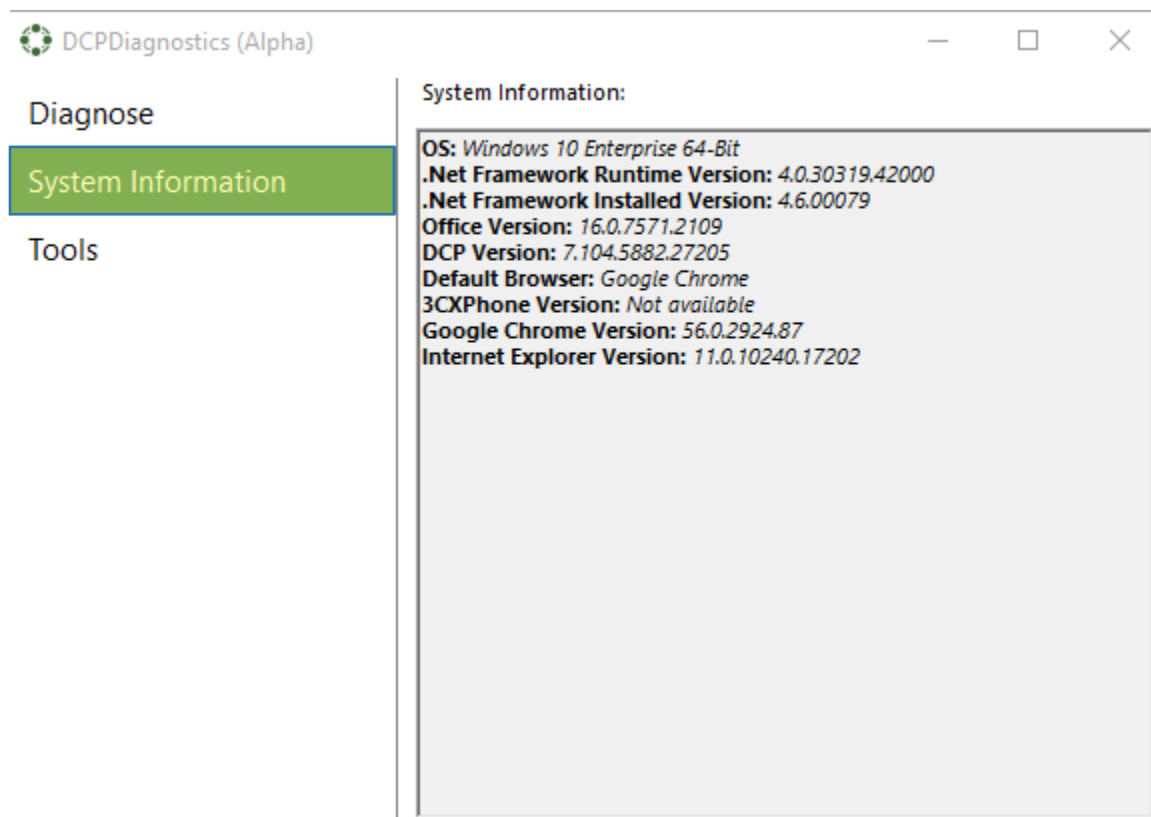 DCPDiagnostics (Alpha)
Diagnose
System Information
Tools
System Information:
OS: Windows 10 Enterprise 64-Bit
.Net Framework Runtime Version: 4.0.30319.42000
.Net Framework Installed Version: 4.6.00079
Office Version: 16.0.7571.2109
DCP Version: 7.104.5882.27205
Default Browser: Google Chrome
3CXPhone Version: Not available
Google Chrome Version: 56.0.2924.87
Internet Explorer Version: 11.0.10240.17202